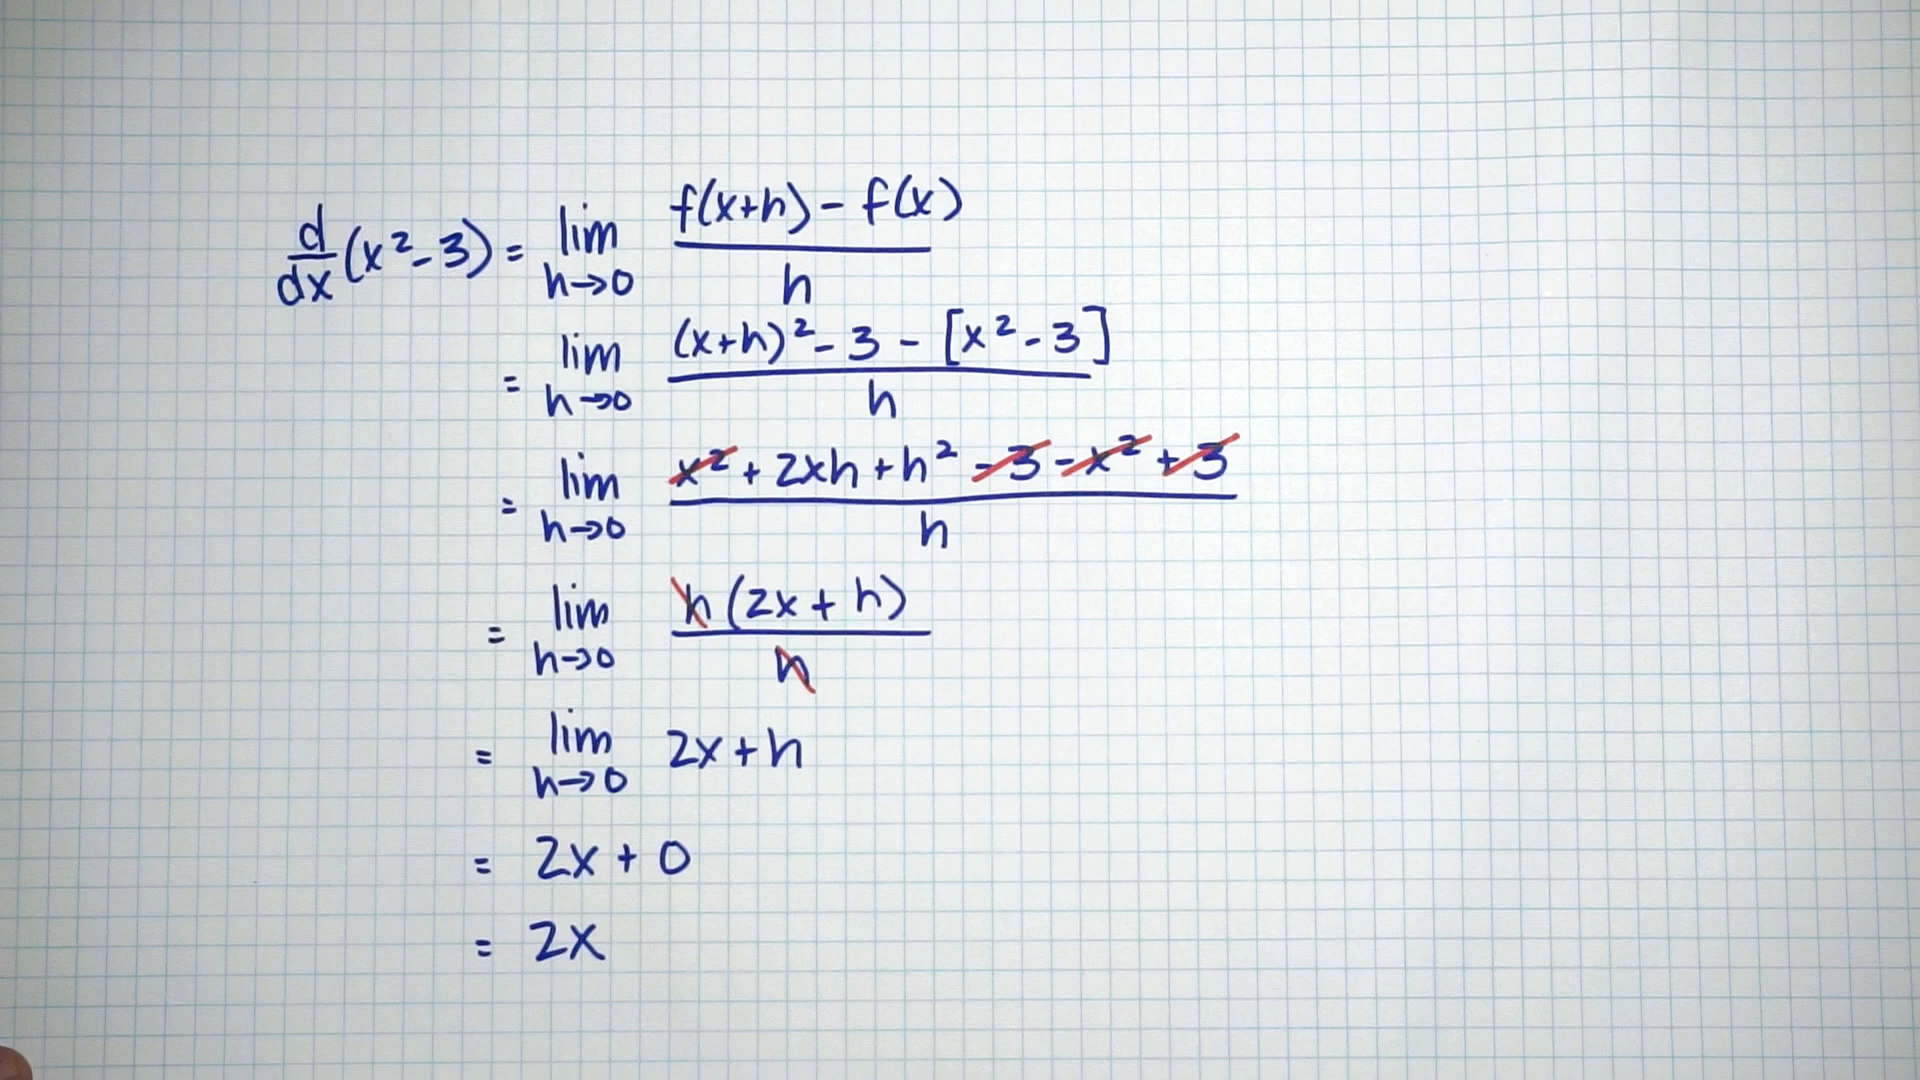 d/dx (x² - 3) = lim h→0 f(x+h) - f(x) / h
= lim h→0 (x+h)² - 3 - [x² - 3] / h
= lim h→0 x² + 2xh + h² - 3 - x² + 3 / h
= lim h→0 h(2x + h) / h
= lim h→0 2x + h
= 2x + 0
= 2x